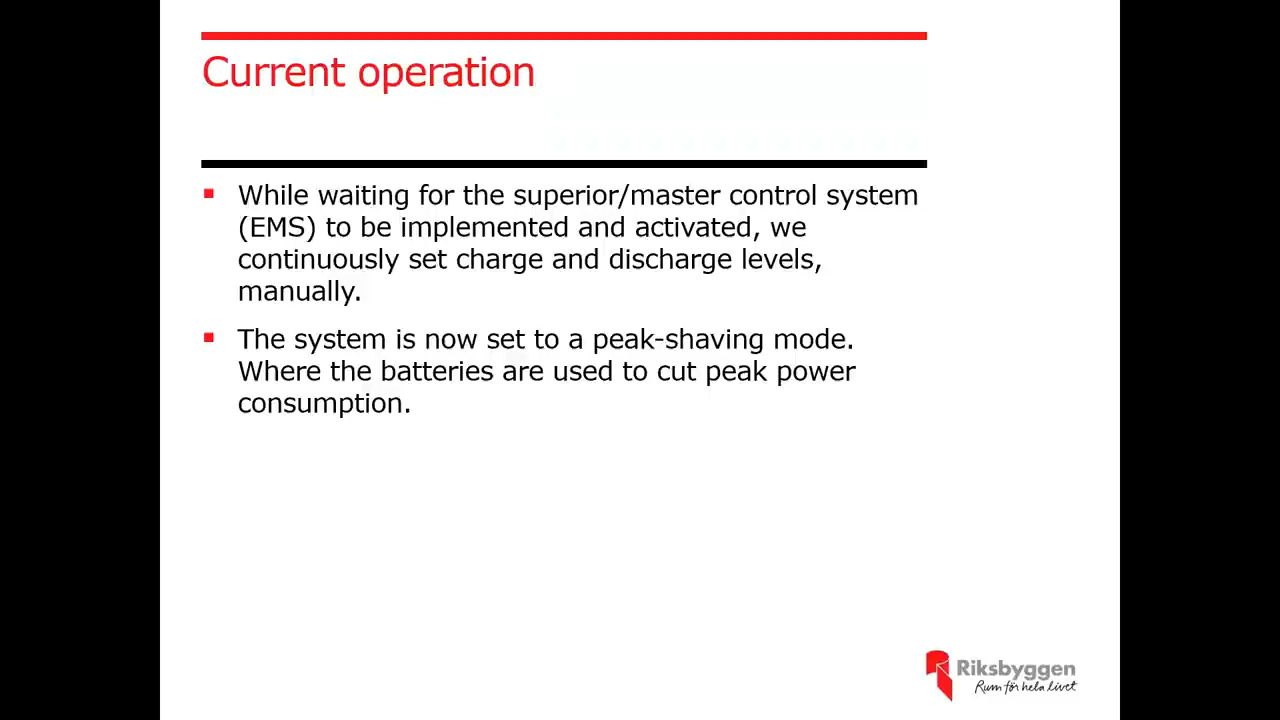 Current operation
While waiting for the superior/master control system
(EMS) to be implemented and activated, we
continuously set charge and discharge levels,
manually.
The system is now set to a peak-shaving mode.
Where the batteries are used to cut peak power
consumption.
Riksbyggen
Rum för hela livet